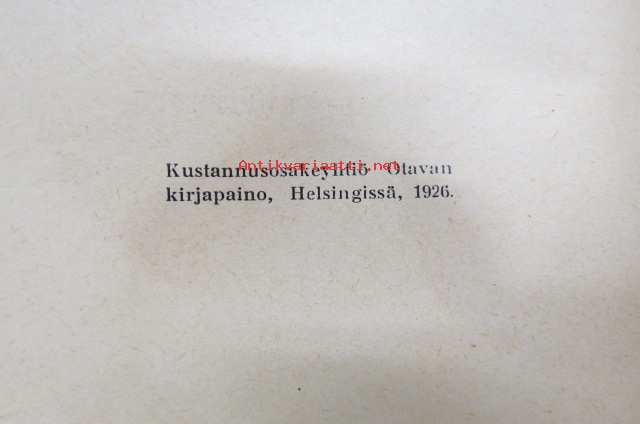 Antikvariaatti.net
Kustannusosakeyhtiö Otavan
kirjapaino, Helsingissä, 1926.